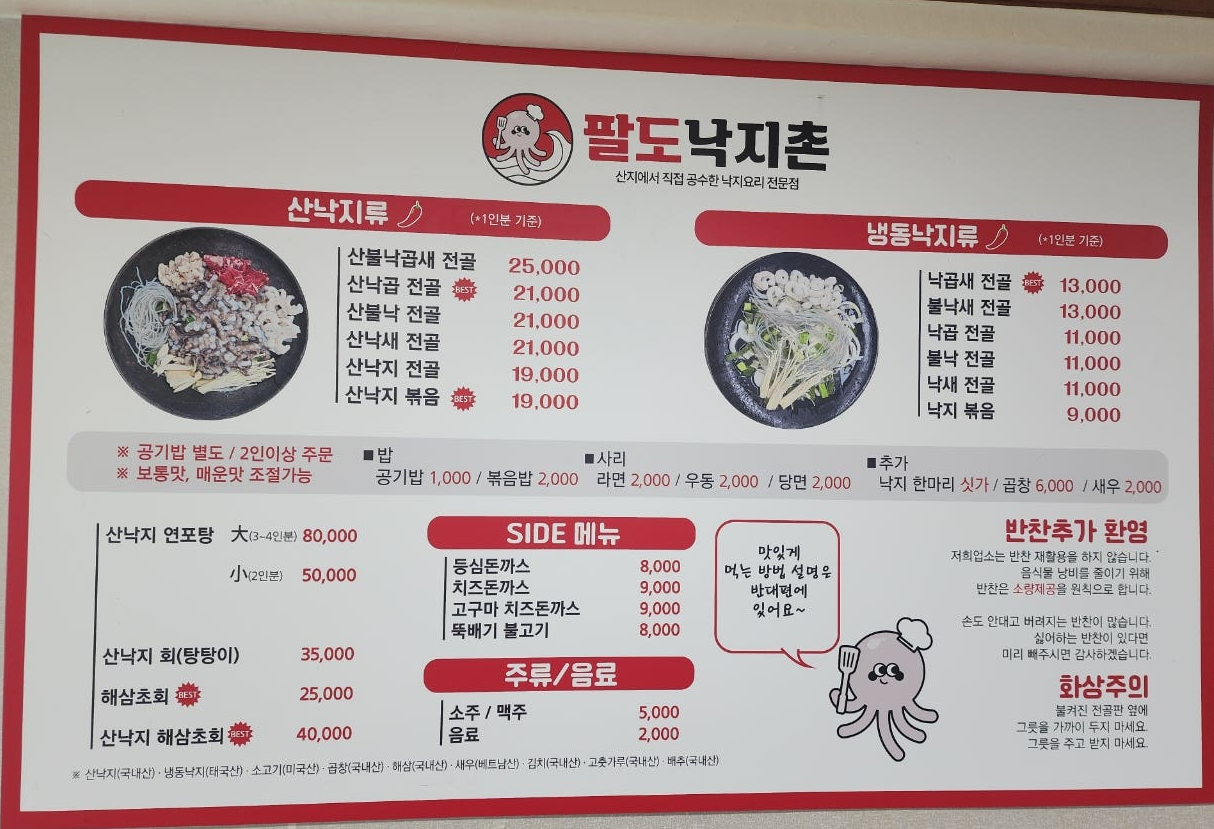 팔도낙지촌
산지에서 직접 공수한 낙지요리 전문점
산낙지류 (*1인분 기준)
산불낙곱새 전골 25,000
산낙곱 전골 BEST 21,000
산불낙 전골 21,000
산낙새 전골 21,000
산낙지 전골 19,000
산낙지 볶음 BEST 19,000
냉동낙지류 (*1인분 기준)
낙곱새 전골 BEST 13,000
불낙새 전골 13,000
낙곱 전골 11,000
불낙 전골 11,000
낙새 전골 11,000
낙지 볶음 9,000
※ 공기밥 별도 / 2인이상 주문
※ 보통맛, 매운맛 조절가능
■밥
공기밥 1,000 / 볶음밥 2,000
■사리
라면 2,000 / 우동 2,000 / 당면 2,000
■추가
낙지 한마리 싯가 / 곱창 6,000 / 새우 2,000
산낙지 연포탕 大(3~4인분) 80,000
小(2인분) 50,000
산낙지 회(탕탕이) 35,000
해삼초회 BEST 25,000
산낙지 해삼초회 BEST 40,000
SIDE 메뉴
등심돈까스 8,000
치즈돈까스 9,000
고구마 치즈돈까스 9,000
뚝배기 불고기 8,000
주류/음료
소주 / 맥주 5,000
음료 2,000
맛있게
먹는 방법 설명은
반대편에
있어요~
반찬추가 환영
저희업소는 반찬 재활용을 하지 않습니다.
음식물 낭비를 줄이기 위해
반찬은 소량제공을 원칙으로 합니다.
손도 안대고 버려지는 반찬이 많습니다.
싫어하는 반찬이 있다면
미리 빼주시면 감사하겠습니다.
화상주의
불켜진 전골판 옆에
그릇을 가까이 두지 마세요.
그릇을 주고 받지 마세요.
※ 산낙지(국내산) · 냉동낙지(태국산) · 소고기(미국산) · 곱창(국내산) · 해삼(국내산) · 새우(베트남산) · 김치(국내산) · 고춧가루(국내산) · 배추(국내산)